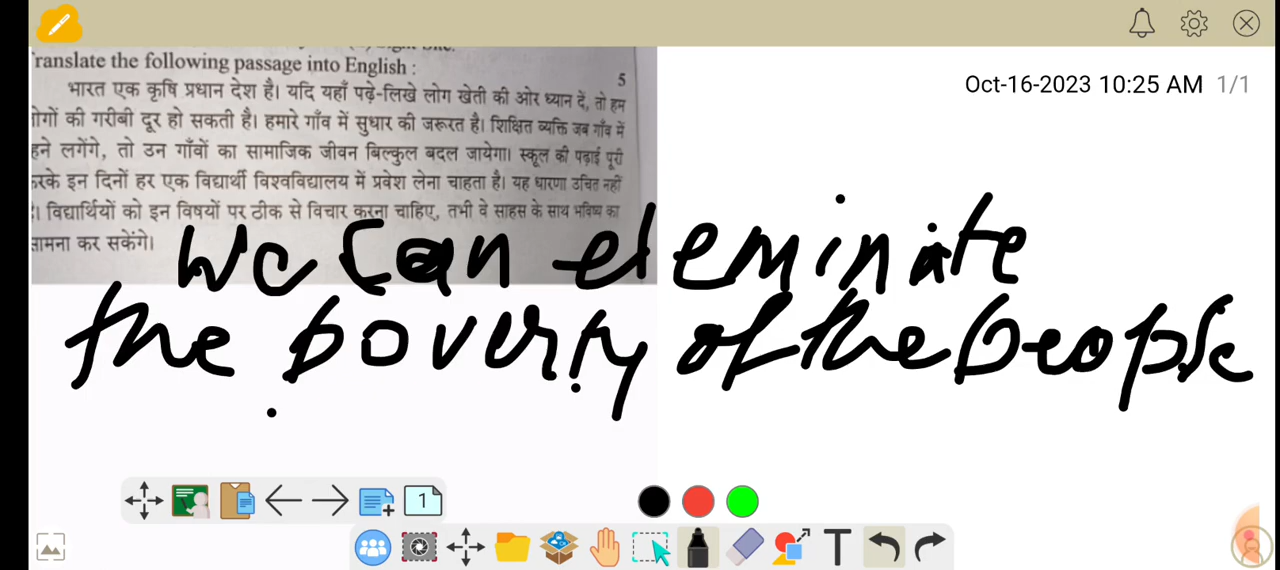 Translate the following passage into English :
5
भारत एक कृषि प्रधान देश है। यदि यहाँ पढ़े-लिखे लोग खेती की ओर ध्यान दें, तो हम
ोगों की गरीबी दूर हो सकती है। हमारे गाँव में सुधार की जरूरत है। शिक्षित व्यक्ति जब गाँव में
हने लगेंगे, तो उन गाँवों का सामाजिक जीवन बिल्कुल बदल जायेगा। स्कूल की पढ़ाई पूरी
रके इन दिनों हर एक विद्यार्थी विश्वविद्यालय में प्रवेश लेना चाहता है। यह धारणा उचित नहीं
है। विद्यार्थियों को इन विषयों पर ठीक से विचार करना चाहिए, तभी वे साहस के साथ भविष्य का
सामना कर सकेंगे।
Oct-16-2023 10:25 AM 1/1
We can eleminate
the poverty of the people
1
T